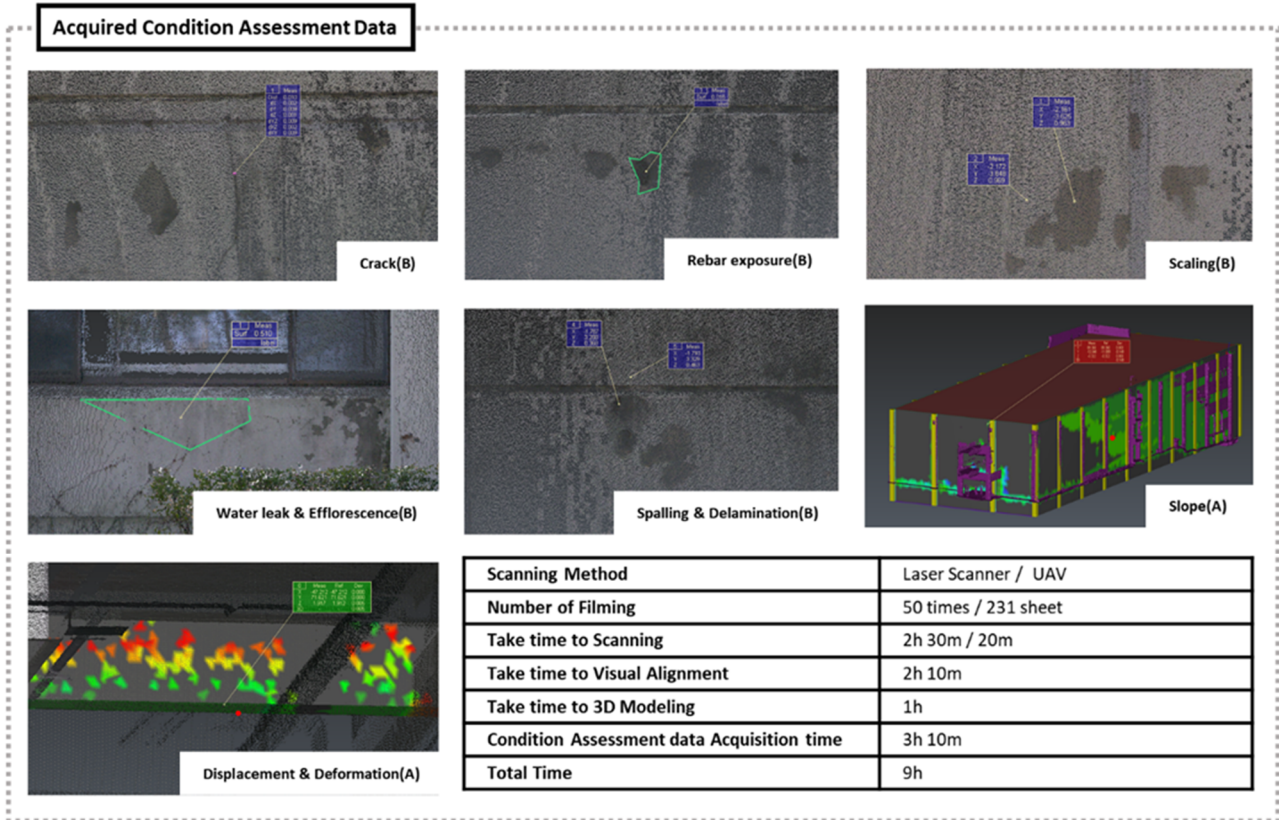 Acquired Condition Assessment Data
Crack(B)
Rebar exposure(B)
Scaling(B)
Water leak & Efflorescence(B)
Spalling & Delamination(B)
Slope(A)
Displacement & Deformation(A)
Scanning Method Laser Scanner / UAV
Number of Filming 50 times / 231 sheet
Take time to Scanning 2h 30m / 20m
Take time to Visual Alignment 2h 10m
Take time to 3D Modeling 1h
Condition Assessment data Acquisition time 3h 10m
Total Time 9h